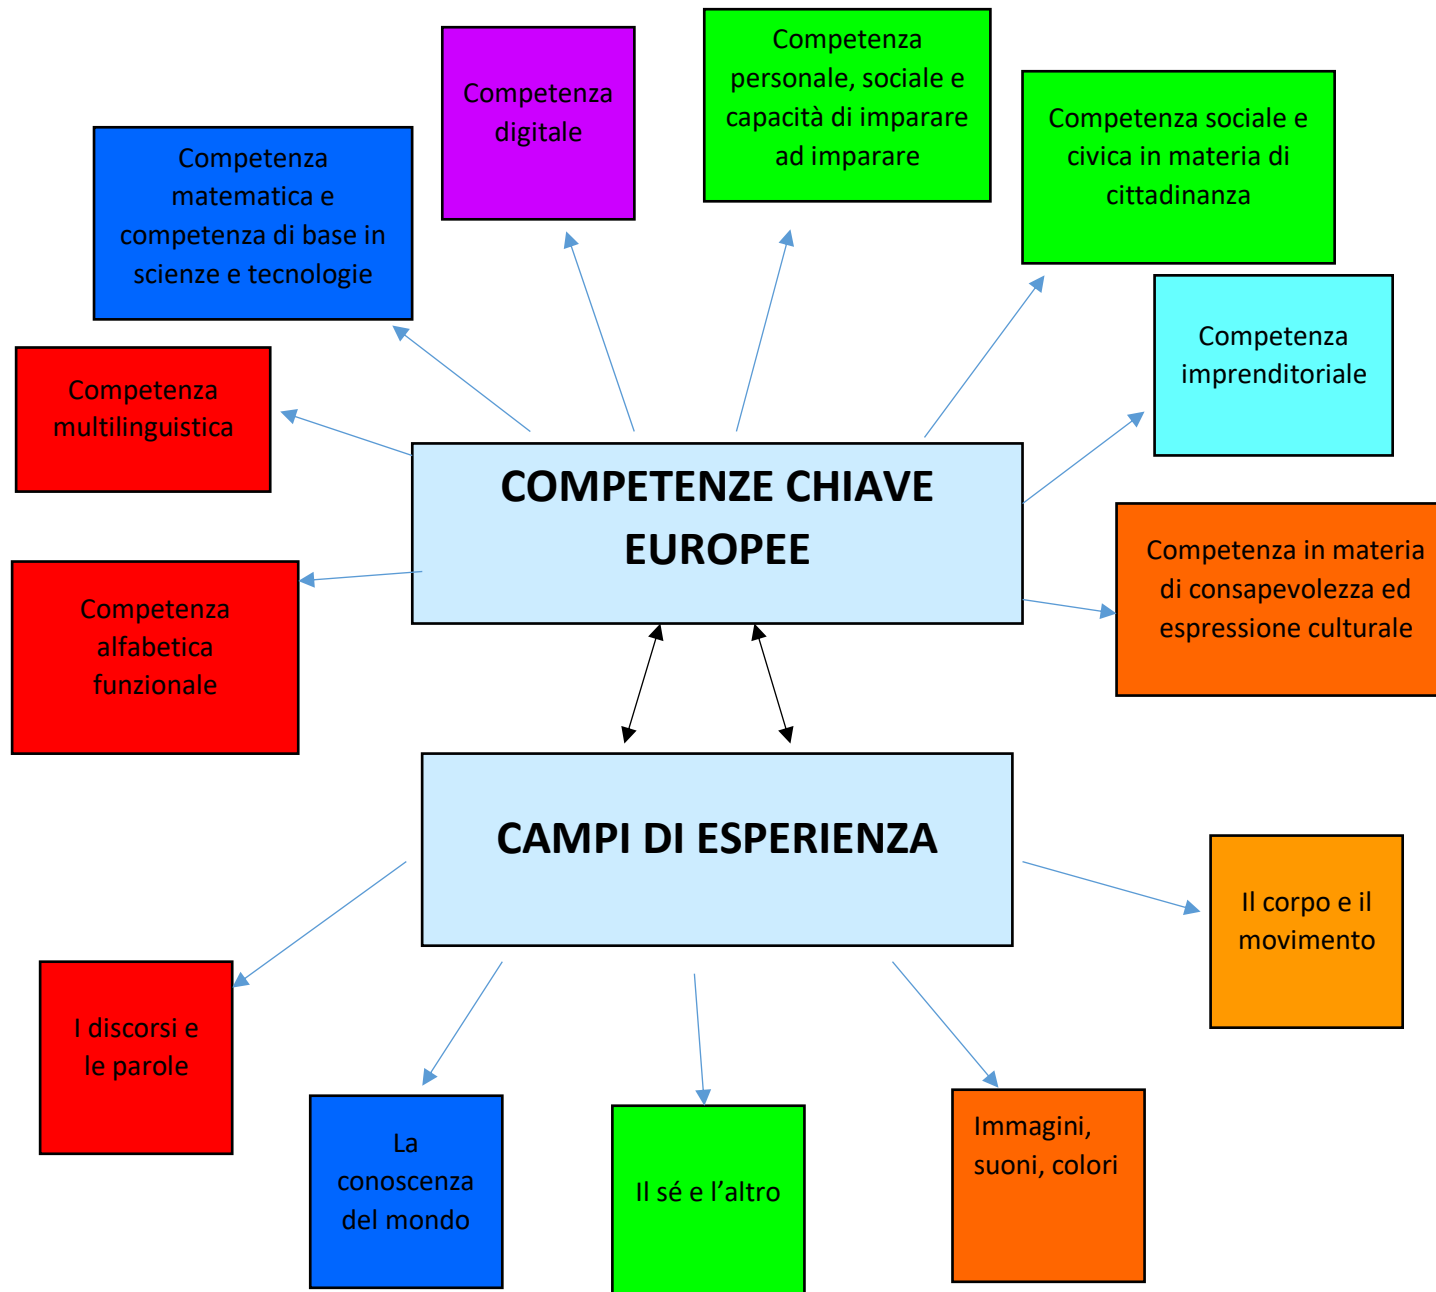 Competenza
digitale
Competenza
personale, sociale e
capacità di imparare
ad imparare
Competenza sociale e
civica in materia di
cittadinanza
Competenza
matematica e
competenza di base in
scienze e tecnologie
Competenza
imprenditoriale
Competenza
multilinguistica
COMPETENZE CHIAVE
EUROPEE
Competenza in materia
di consapevolezza ed
espressione culturale
Competenza
alfabetica
funzionale
CAMPI DI ESPERIENZA
Il corpo e il
movimento
I discorsi e
le parole
La
conoscenza
del mondo
Il sé e l’altro
Immagini,
suoni, colori